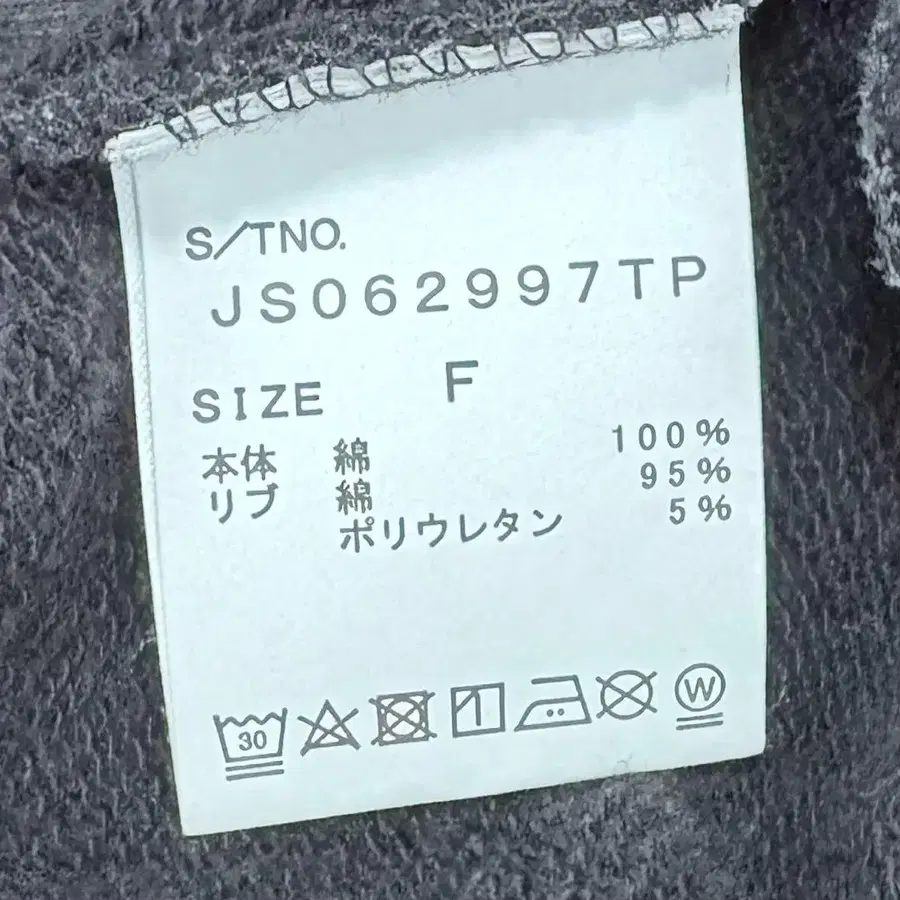 S/TNO.
JS062997TP
SIZE F
本体 綿 100%
リブ 綿 95%
ポリウレタン 5%
30 W